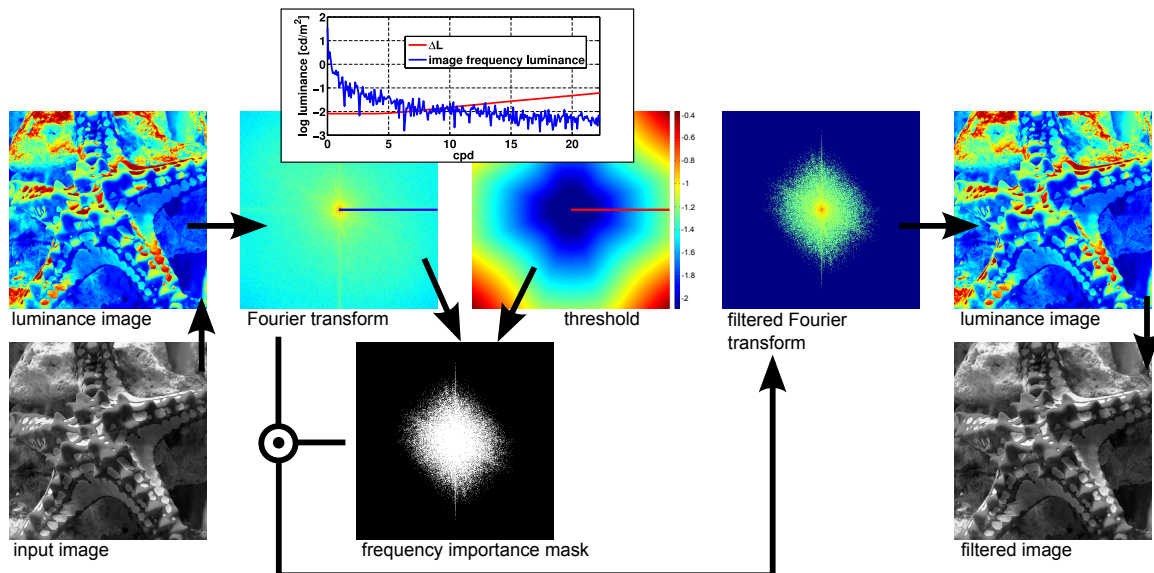 2
1
0
−1
−2
−3
log luminance [cd/m²]
ΔL
image frequency luminance
0
5
10
15
20
cpd
-0.4
-0.6
-0.8
-1
-1.2
-1.4
-1.6
-1.8
-2
luminance image
Fourier transform
threshold
filtered Fourier
transform
luminance image
input image
frequency importance mask
filtered image